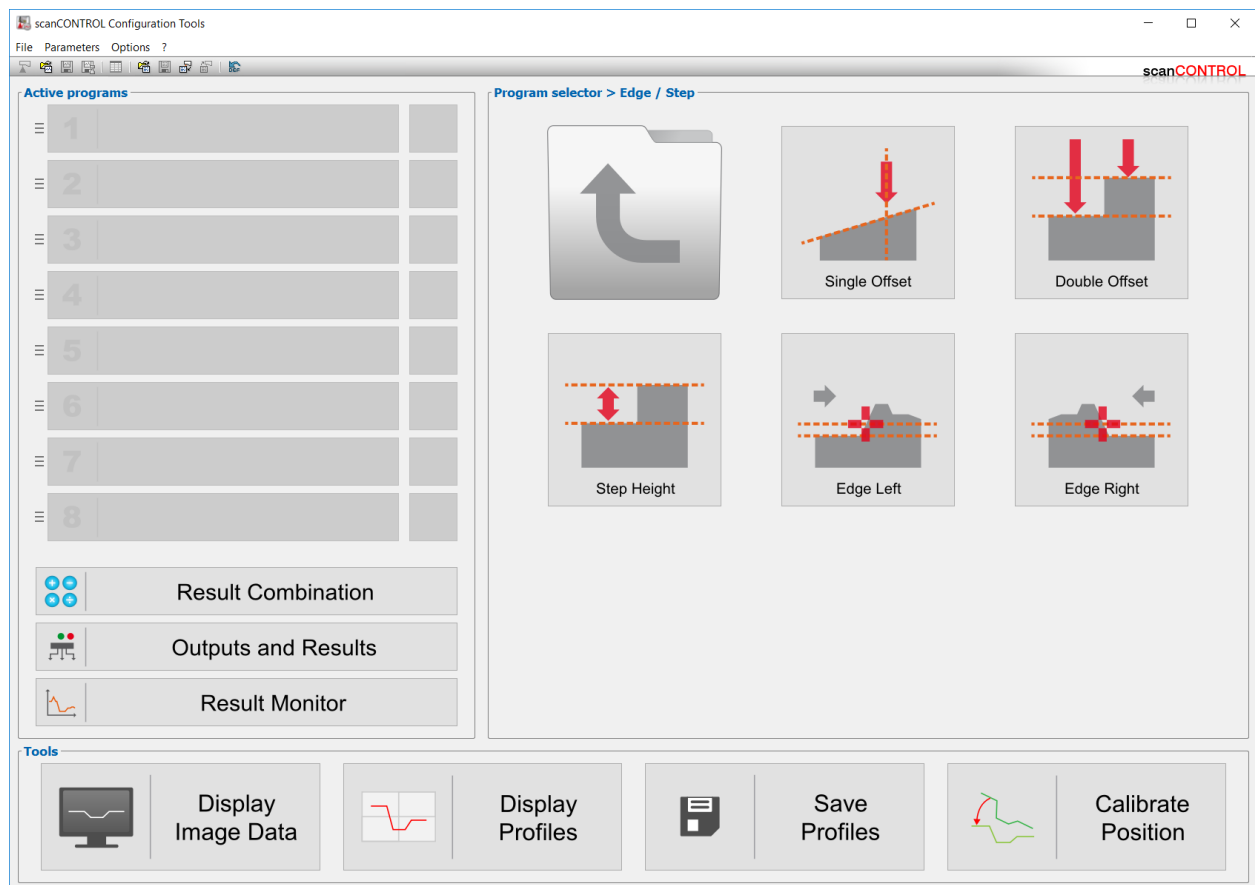 scanCONTROL Configuration Tools
File Parameters Options ?
scanCONTROL
Active programs
1
2
3
4
5
6
7
8
Result Combination
Outputs and Results
Result Monitor
Program selector > Edge / Step
Single Offset
Double Offset
Step Height
Edge Left
Edge Right
Tools
Display
Image Data
Display
Profiles
Save
Profiles
Calibrate
Position